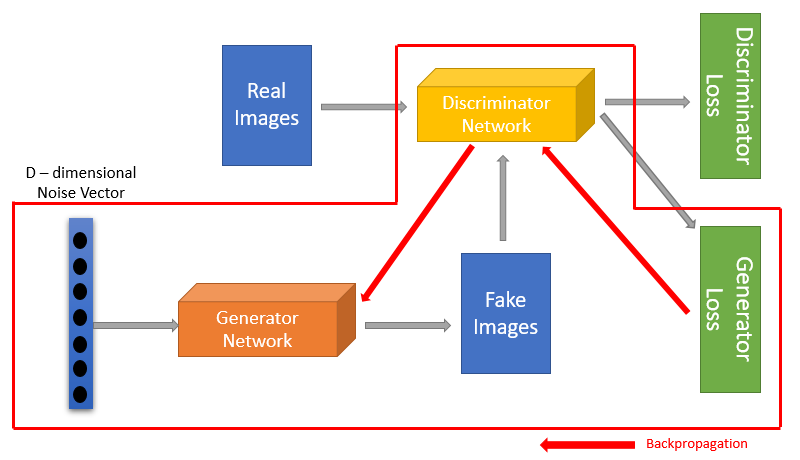 Real
Images
Discriminator
Network
Discriminator
Loss
D – dimensional
Noise Vector
Generator
Network
Fake
Images
Generator
Loss
Backpropagation